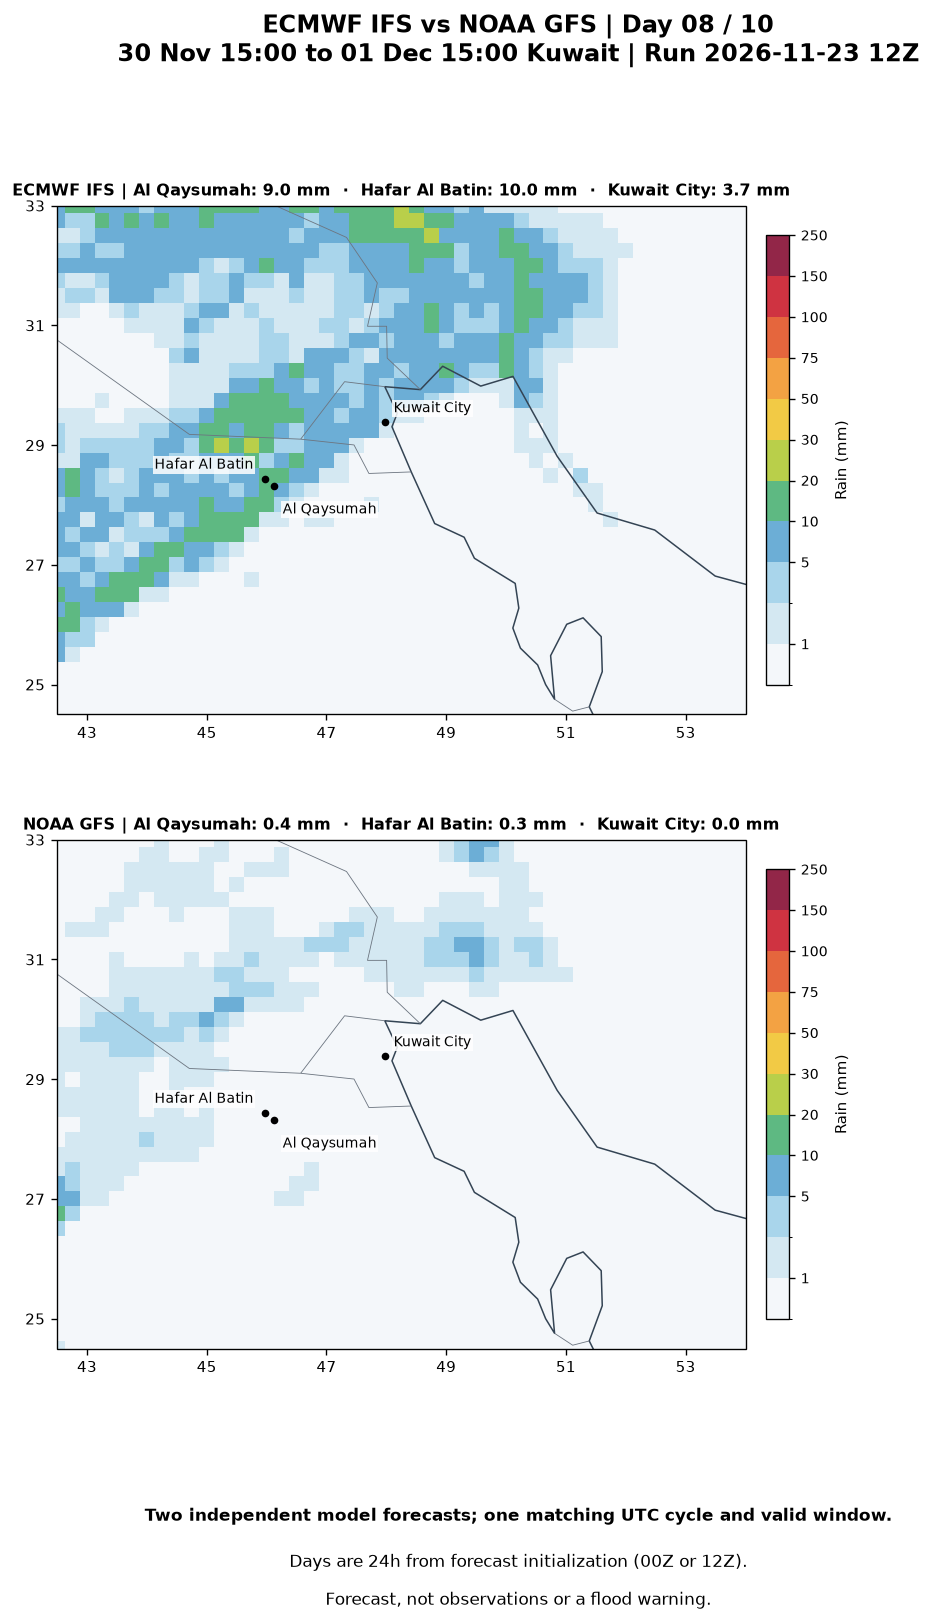 ECMWF IFS vs NOAA GFS | Day 08 / 10
30 Nov 15:00 to 01 Dec 15:00 Kuwait | Run 2026-11-23 12Z
ECMWF IFS | Al Qaysumah: 9.0 mm · Hafar Al Batin: 10.0 mm · Kuwait City: 3.7 mm
33
31
29
27
25
43 45 47 49 51 53
Kuwait City
Hafar Al Batin
Al Qaysumah
250
150
100
75
50
30
20
10
5
1
Rain (mm)
NOAA GFS | Al Qaysumah: 0.4 mm · Hafar Al Batin: 0.3 mm · Kuwait City: 0.0 mm
33
31
29
27
25
43 45 47 49 51 53
Kuwait City
Hafar Al Batin
Al Qaysumah
250
150
100
75
50
30
20
10
5
1
Rain (mm)
Two independent model forecasts; one matching UTC cycle and valid window.
Days are 24h from forecast initialization (00Z or 12Z).
Forecast, not observations or a flood warning.